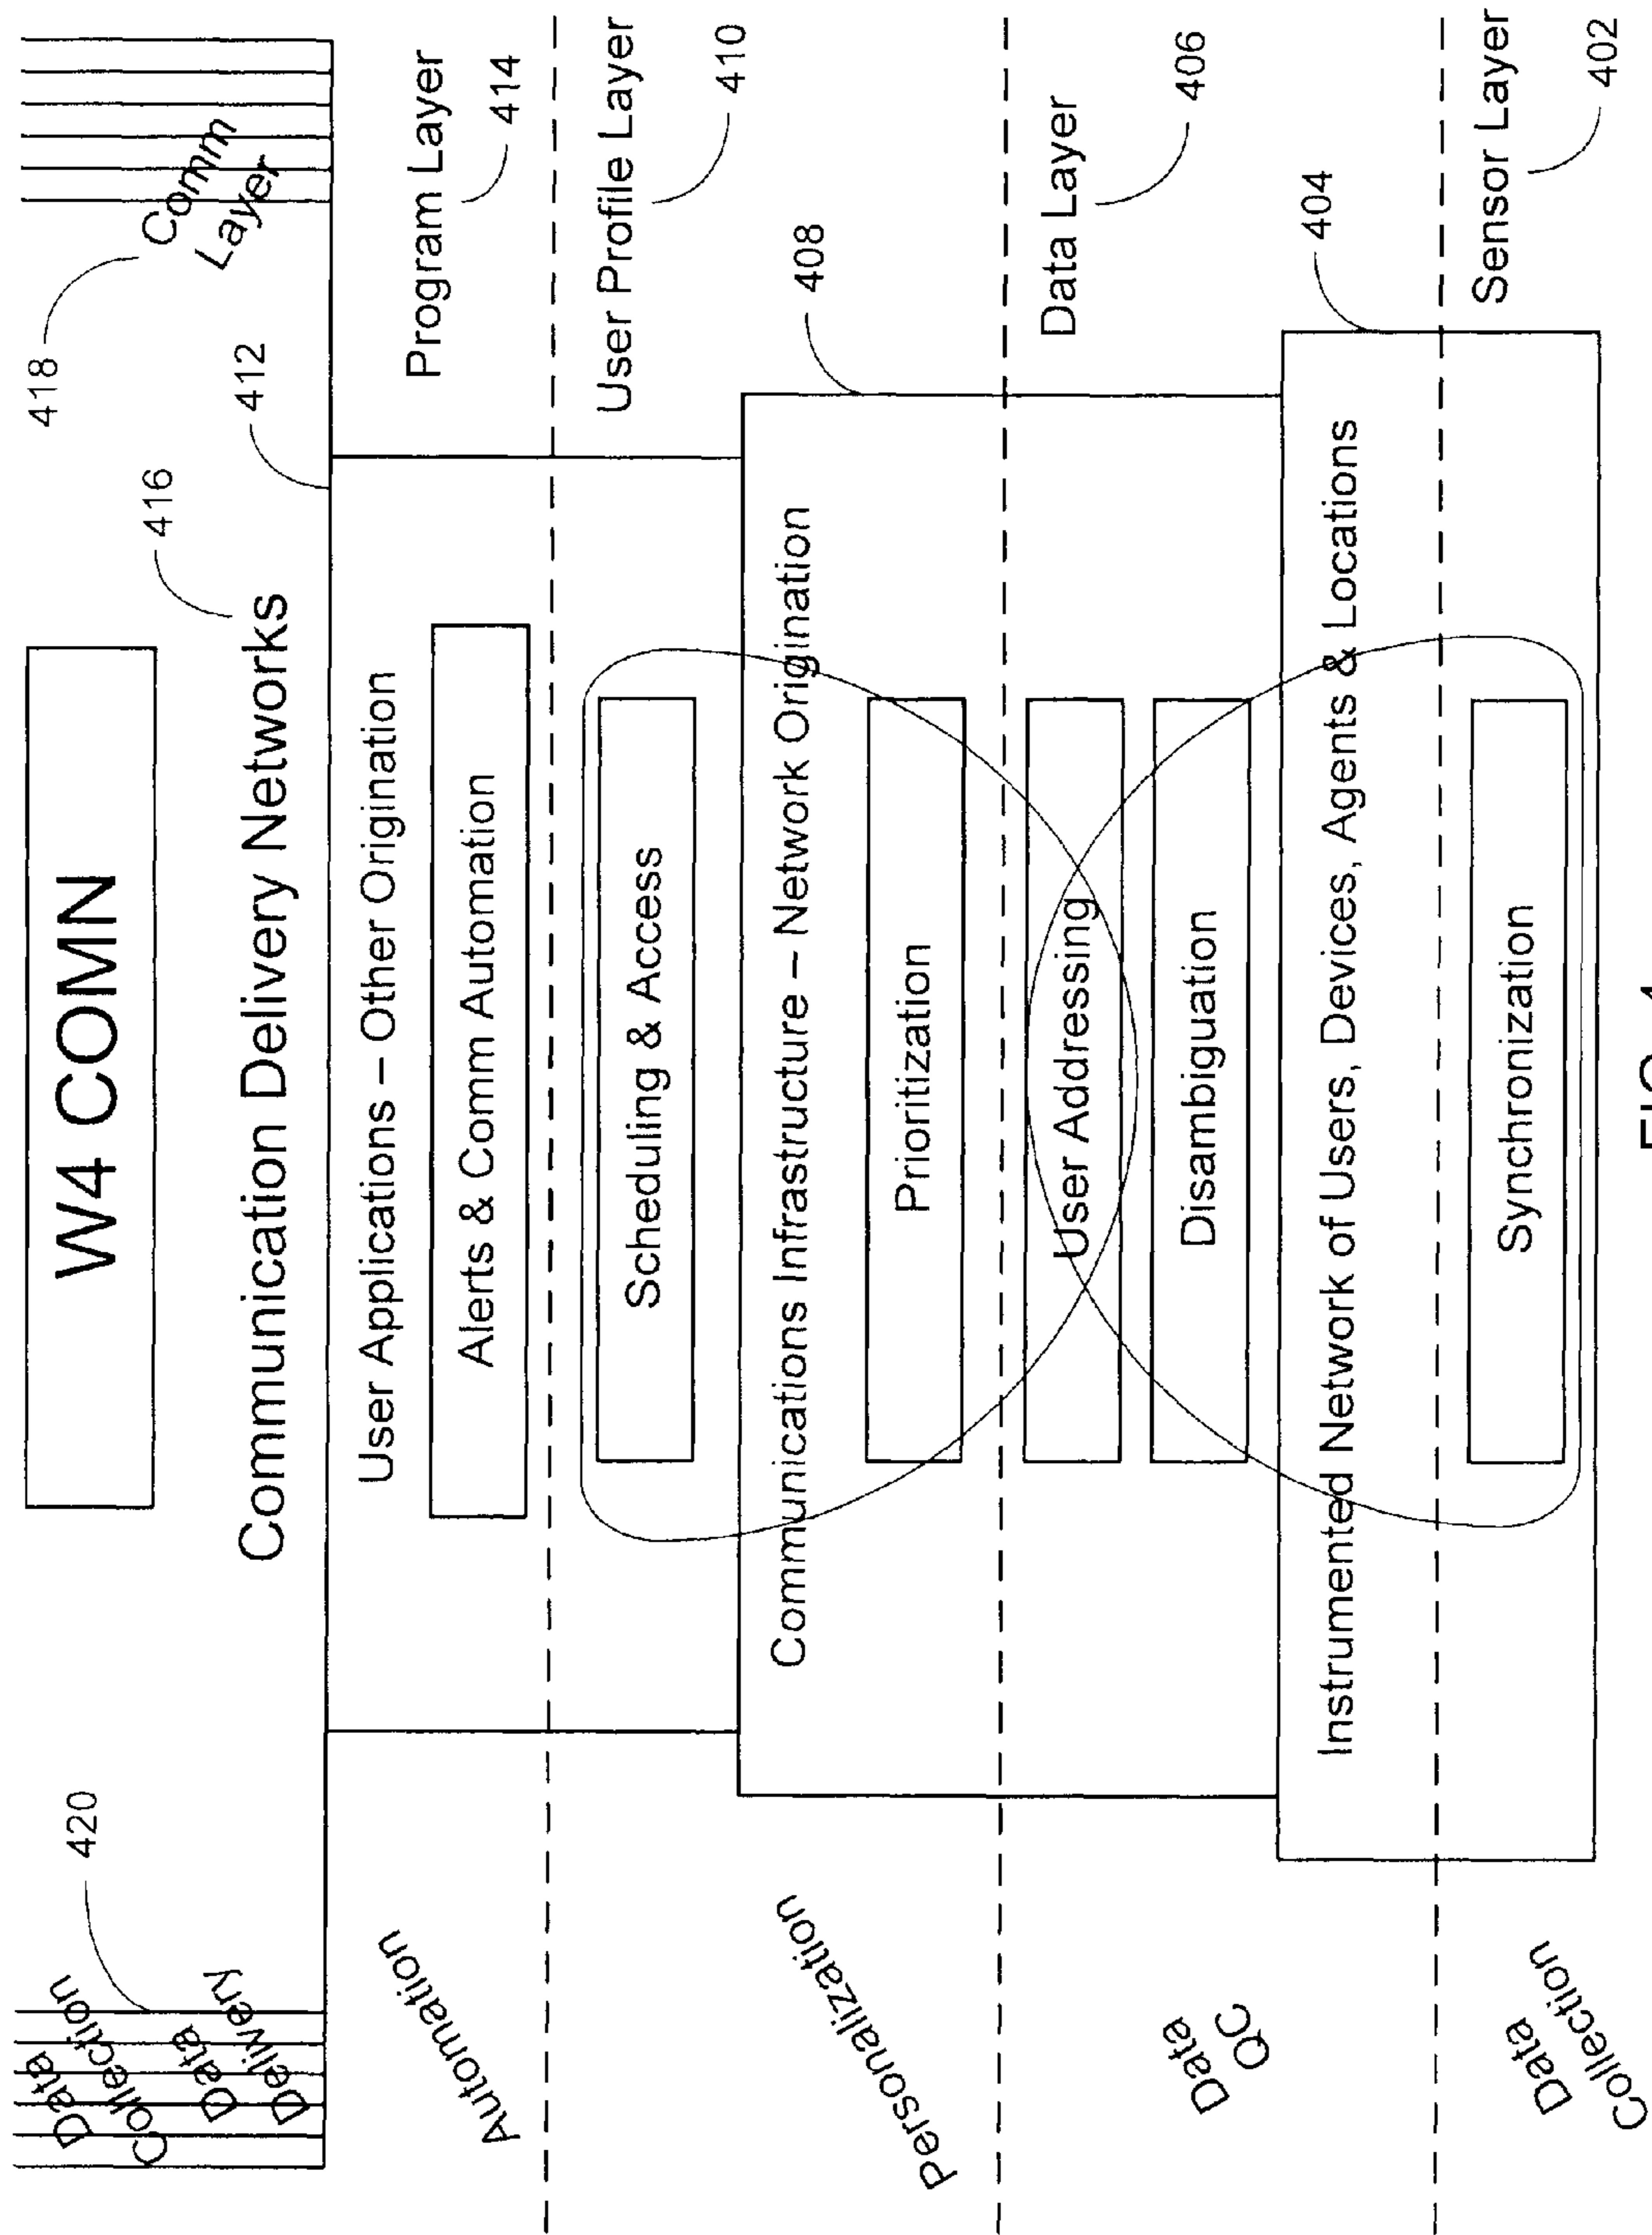 W4 COMN
418
Comm
Layer
420
Data
Collection
Data
Delivery
416
Communication Delivery Networks
412
User Applications – Other Origination
Program Layer
414
Automation
Alerts & Comm Automation
User Profile Layer
410
Scheduling & Access
Communications Infrastructure – Network Origination
408
Personalization
Prioritization
Data Layer
406
User Addressing
Data
QC
Disambiguation
404
Instrumented Network of Users, Devices, Agents & Locations
Sensor Layer
402
Data
Collection
Synchronization